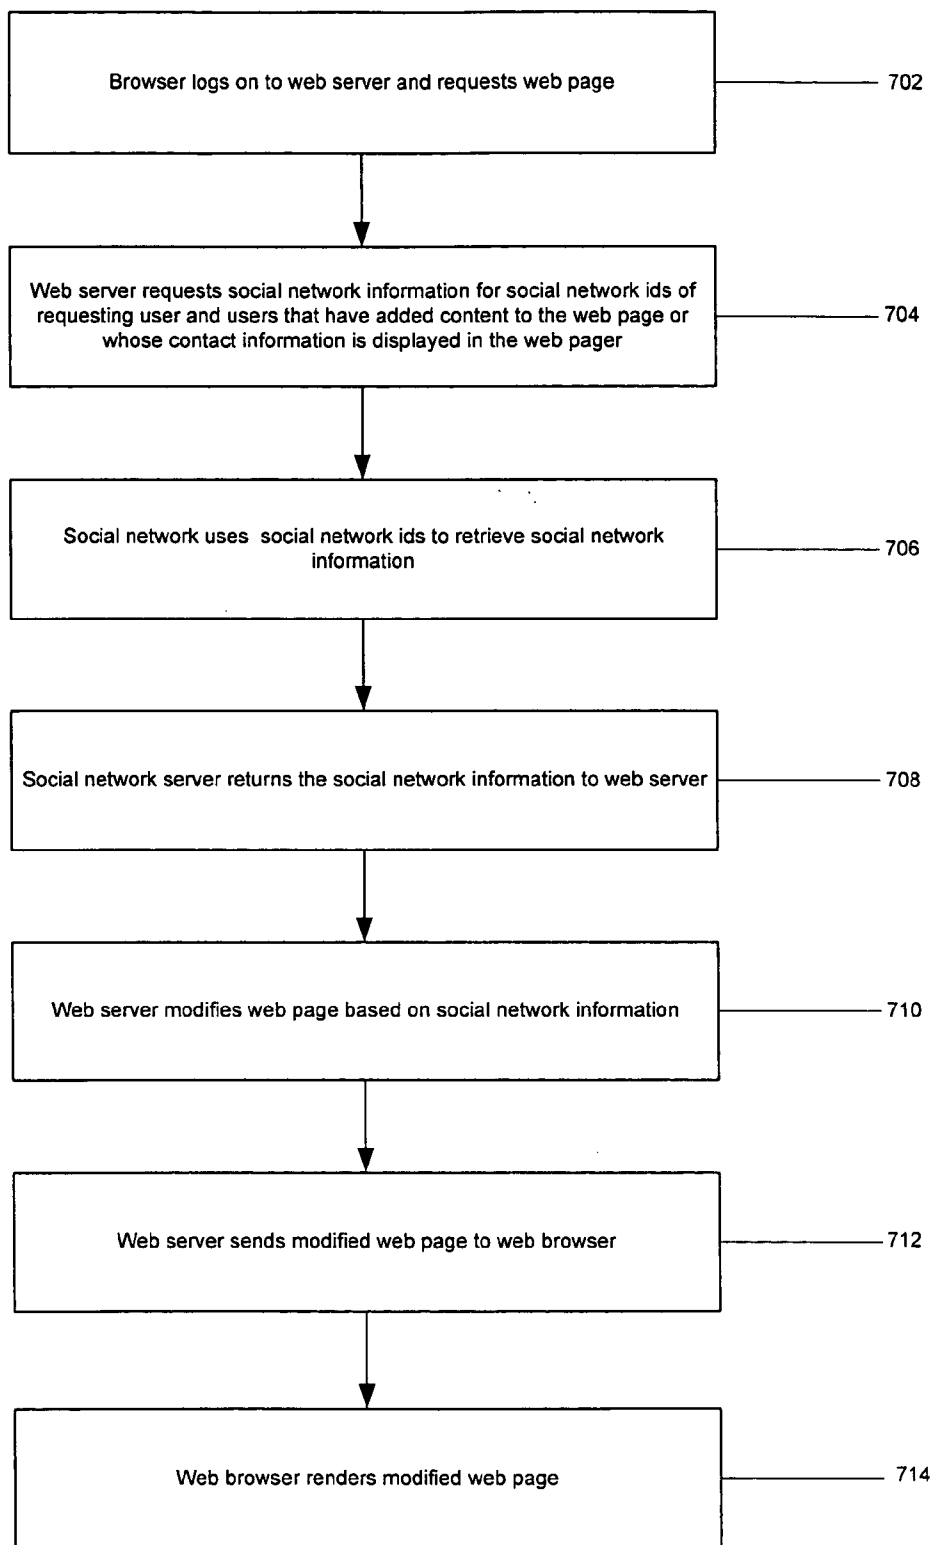 Browser logs on to web server and requests web page
702
Web server requests social network information for social network ids of
requesting user and users that have added content to the web page or
whose contact information is displayed in the web pager
704
Social network uses social network ids to retrieve social network
information
706
Social network server returns the social network information to web server
708
Web server modifies web page based on social network information
710
Web server sends modified web page to web browser
712
Web browser renders modified web page
714